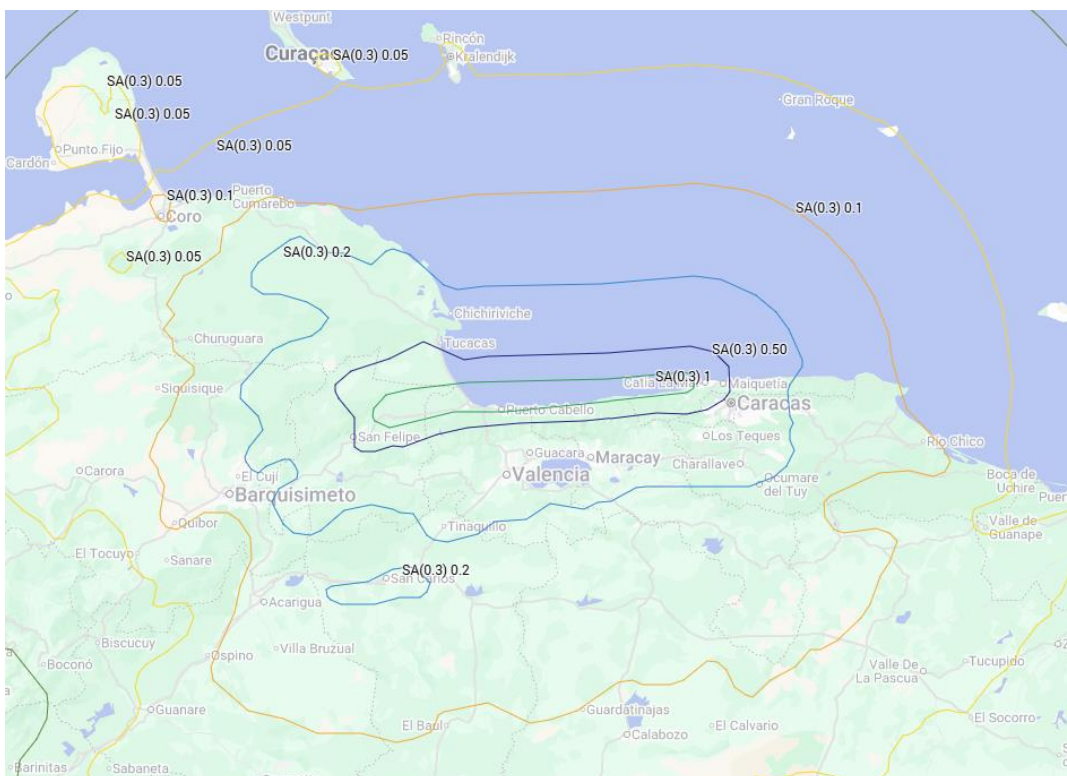 Westpunt
Curaçao
SA(0.3) 0.05
Rincón
Kralendijk
SA(0.3) 0.05
SA(0.3) 0.05
Gran Roque
Punto Fijo
Cardón
SA(0.3) 0.05
SA(0.3) 0.1
Puerto
Cumarebo
Coro
SA(0.3) 0.1
SA(0.3) 0.05
SA(0.3) 0.2
Chichiriviche
Churuguara
Tucacas
SA(0.3) 0.50
Siquisique
SA(0.3) 1
Catia La Mar
Maiquetía
Puerto Cabello
Caracas
San Felipe
Los Teques
Río Chico
Guacara
Maracay
Charallave
Carora
El Cují
Valencia
Ocumare
del Tuy
Boca de
Uchire
Barquisimeto
Quibor
Tinaquillo
Valle de
Guanape
El Tocuyo
Sanare
San Carlos
SA(0.3) 0.2
Acarigua
Biscucuy
Villa Bruzual
Boconó
Ospino
Valle De
La Pascua
Tucupido
Guanare
El Baúl
Guardatinajas
El Calvario
El Socorro
Calabozo
Barinitas
Sabaneta